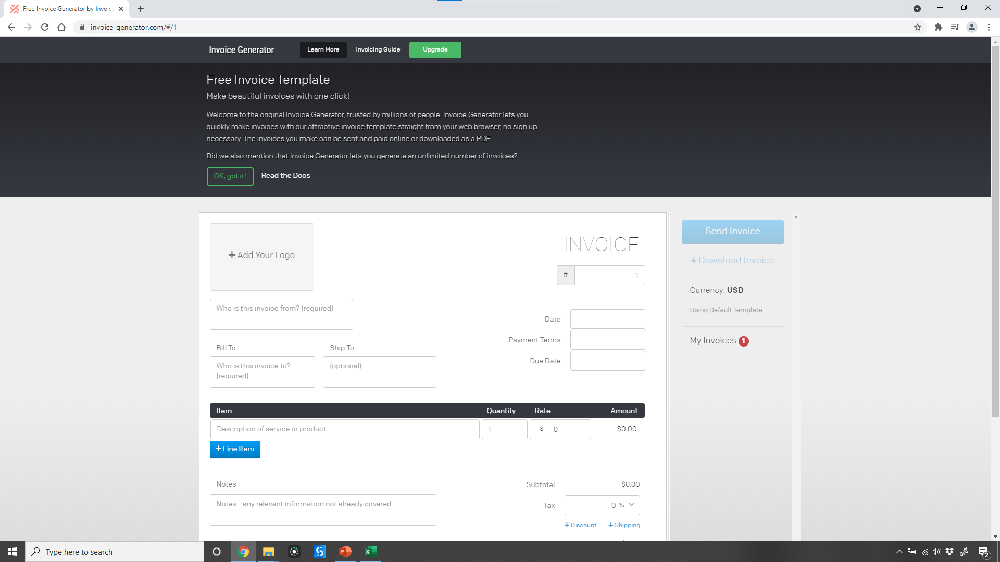 Free Invoice Generator by Invoice
invoice-generator.com/#/1
Invoice Generator
Learn More
Invoicing Guide
Upgrade
Free Invoice Template
Make beautiful invoices with one click!
Welcome to the original Invoice Generator, trusted by millions of people. Invoice Generator lets you
quickly make invoices with our attractive invoice template straight from your web browser, no sign up
necessary. The invoices you make can be sent and paid online or downloaded as a PDF.
Did we also mention that Invoice Generator lets you generate an unlimited number of invoices?
OK, got it!
Read the Docs
+ Add Your Logo
INVOICE
# 1
Send Invoice
Download Invoice
Currency: USD
Using Default Template
My Invoices 1
Who is this invoice from? (required)
Date
Payment Terms
Due Date
Bill To
Ship To
Who is this invoice to?
(required)
(optional)
Item Quantity Rate Amount
Description of service or product... 1 $ 0 $0.00
+ Line Item
Notes
Notes - any relevant information not already covered
Subtotal $0.00
Tax 0 %
+ Discount + Shipping
Type here to search
2